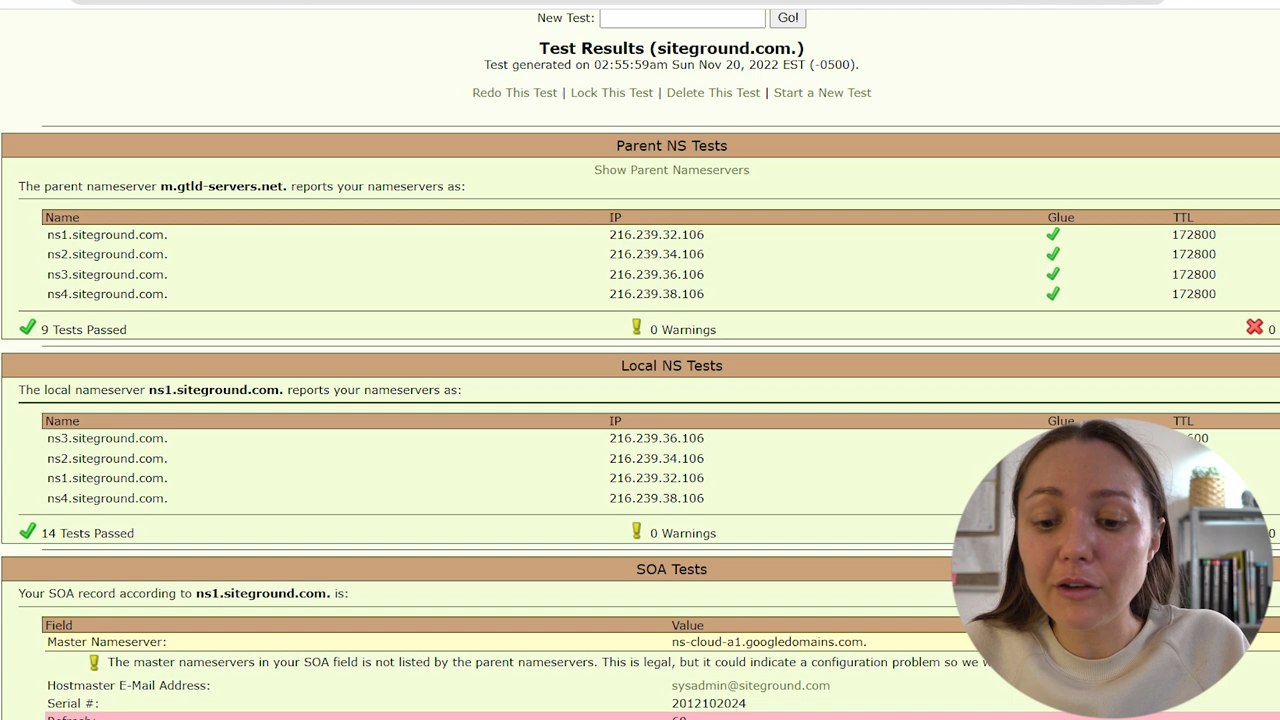 New Test: Go!
Test Results (siteground.com.)
Test generated on 02:55:59am Sun Nov 20, 2022 EST (-0500).
Redo This Test | Lock This Test | Delete This Test | Start a New Test
Parent NS Tests
Show Parent Nameservers
The parent nameserver m.gtld-servers.net. reports your nameservers as:
Name IP Glue TTL
ns1.siteground.com. 216.239.32.106 172800
ns2.siteground.com. 216.239.34.106 172800
ns3.siteground.com. 216.239.36.106 172800
ns4.siteground.com. 216.239.38.106 172800
9 Tests Passed 0 Warnings 0
Local NS Tests
The local nameserver ns1.siteground.com. reports your nameservers as:
Name IP Glue TTL
ns3.siteground.com. 216.239.36.106
ns2.siteground.com. 216.239.34.106
ns1.siteground.com. 216.239.32.106
ns4.siteground.com. 216.239.38.106
14 Tests Passed 0 Warnings 0
SOA Tests
Your SOA record according to ns1.siteground.com. is:
Field Value
Master Nameserver: ns-cloud-a1.googledomains.com.
The master nameservers in your SOA field is not listed by the parent nameservers. This is legal, but it could indicate a configuration problem so we
Hostmaster E-Mail Address: sysadmin@siteground.com
Serial #: 2012102024